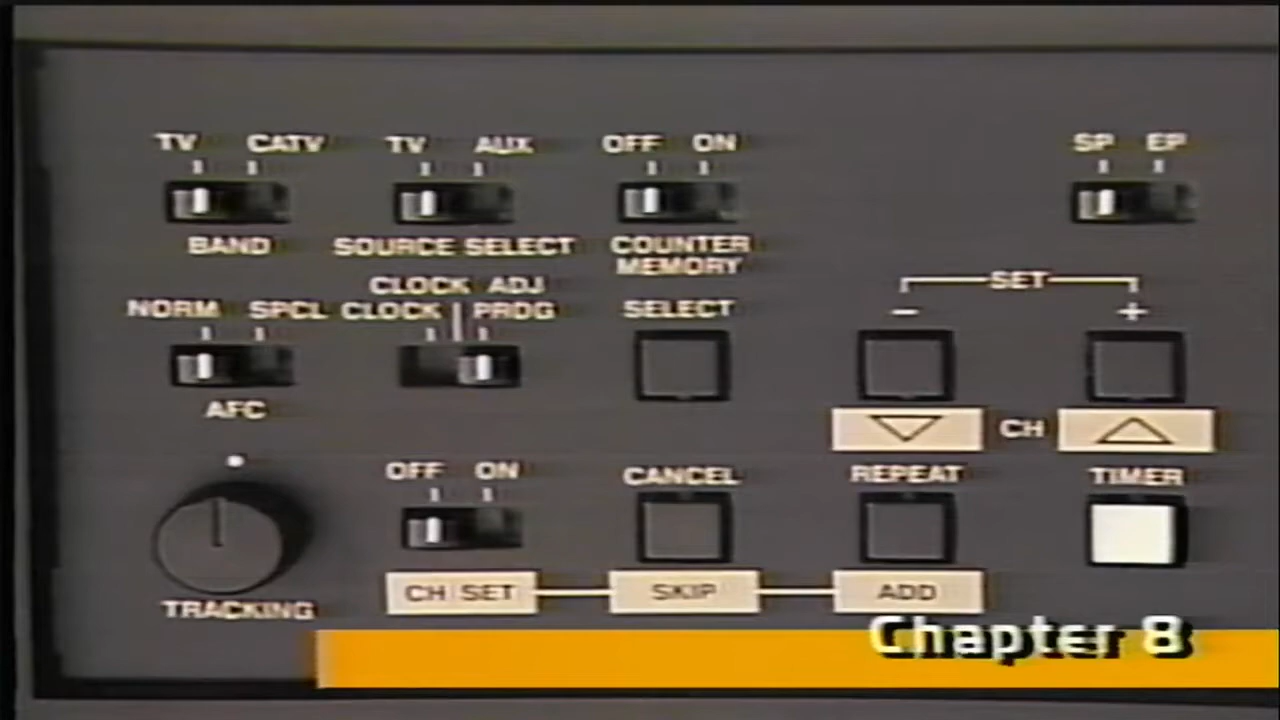 TV CATV TV AUX OFF ON SP EP
BAND SOURCE SELECT COUNTER
MEMORY
CLOCK ADJ SET
NORM SPCL CLOCK PROG SELECT - +
AFC CH
OFF ON CANCEL REPEAT TIMER
CH SET SKIP ADD
TRACKING
Chapter 8